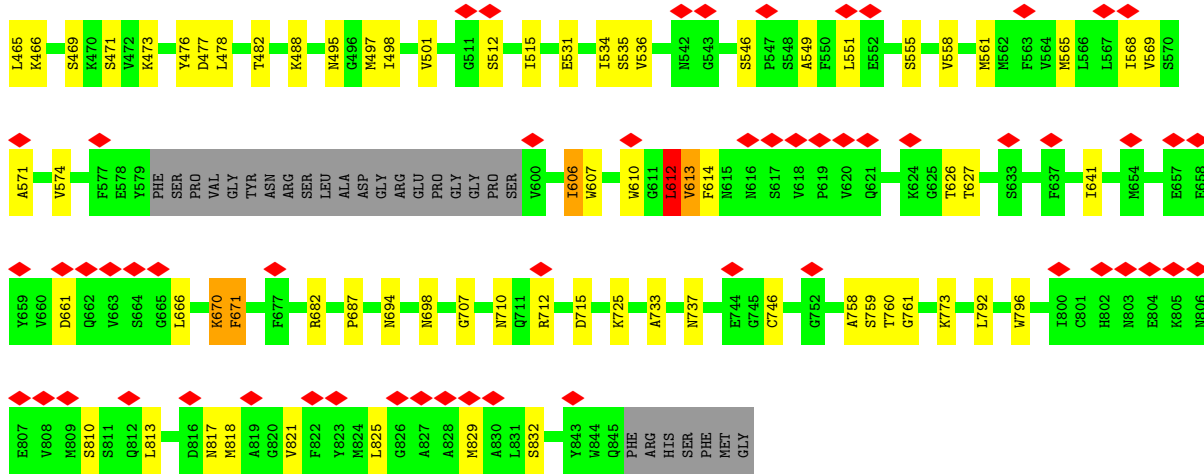 L465 K466 S469 K470 S471 V472 K473 Y476 D477 L478 T482 K488 N495 G496 M497 I498 V501 G511 S512 I515 E531 I534 S535 V536 N542 G543 S546 P547 S548 A549 F550 L551 E552 S555 V558 M561 M562 F563 V564 M565 L566 L567 I568 V569 S570
A571 V574 F577 E578 Y579 PHE SER PRO VAL GLY TYR ASN ARG SER LEU ALA ASP GLY ARG GLU PRO GLY GLY PRO SER V600 I606 W607 W610 G611 L612 V613 F614 N615 N616 S617 V618 P619 V620 Q621 K624 G625 T626 T627 S633 F637 I641 M654 E657 F658
Y659 V660 D661 Q662 V663 S664 G665 L666 K670 F671 F677 R682 P687 N694 N698 G707 N710 Q711 R712 D715 K725 A733 N737 E744 G745 C746 G752 A758 S759 T760 G761 K773 L792 W796 I800 C801 H802 N803 E804 K805 N806
E807 V808 M809 S810 S811 Q812 L813 D816 N817 M818 A819 G820 V821 F822 Y823 M824 L825 G826 A827 A828 M829 A830 L831 S832 Y843 W844 Q845 PHE ARG HIS SER PHE MET GLY